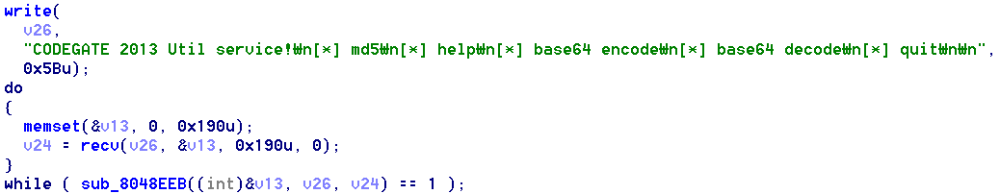 write(
v26,
"CODEGATE 2013 Util service!₩n[*] md5₩n[*] help₩n[*] base64 encode₩n[*] base64 decode₩n[*] quit₩n₩n",
0x5Bu);
do
{
memset(&v13, 0, 0x190u);
v24 = recv(v26, &v13, 0x190u, 0);
}
while ( sub_8048EEB((int)&v13, v26, v24) == 1 );